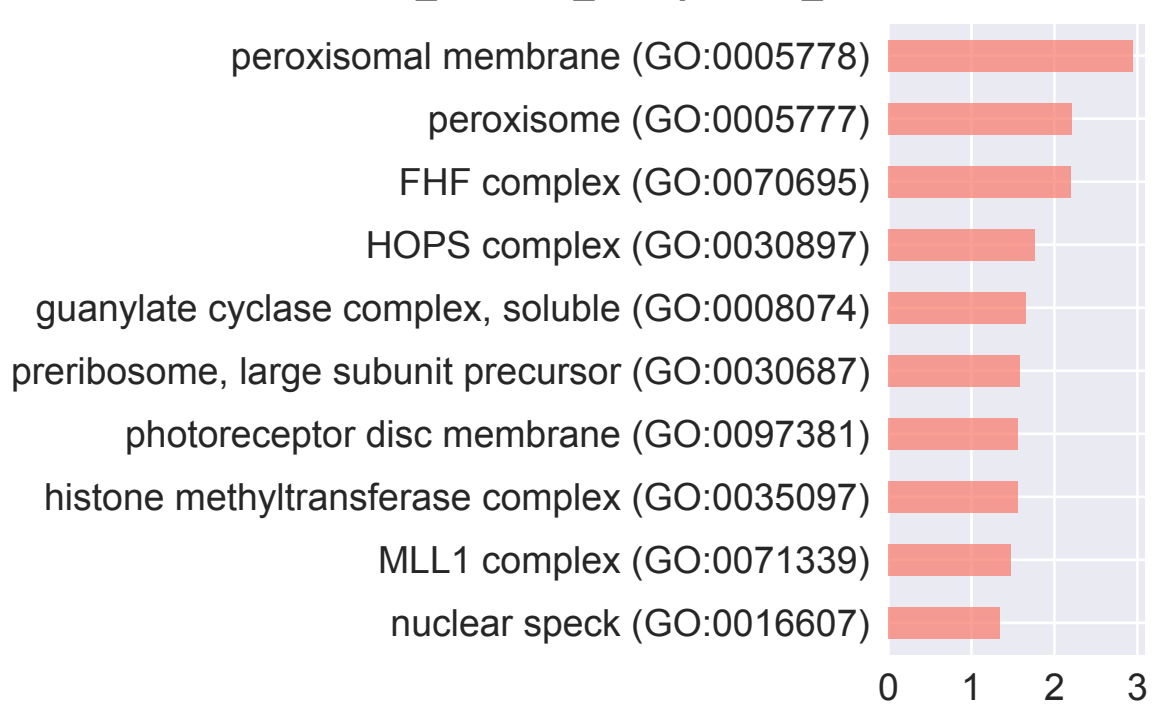 peroxisomal membrane (GO:0005778)
peroxisome (GO:0005777)
FHF complex (GO:0070695)
HOPS complex (GO:0030897)
guanylate cyclase complex, soluble (GO:0008074)
preribosome, large subunit precursor (GO:0030687)
photoreceptor disc membrane (GO:0097381)
histone methyltransferase complex (GO:0035097)
MLL1 complex (GO:0071339)
nuclear speck (GO:0016607)
0 1 2 3